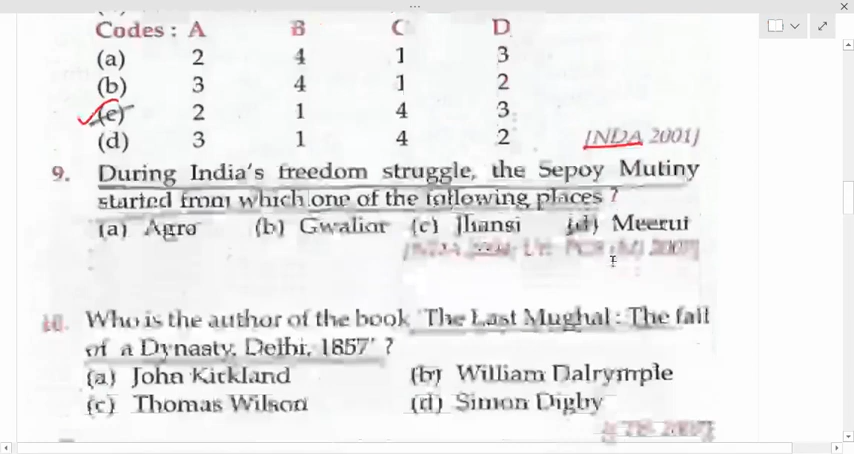 Codes : A B C D
(a) 2 4 1 3
(b) 3 4 1 2
(c) 2 1 4 3
(d) 3 1 4 2 [NDA 2001]
9. During India's freedom struggle, the Sepoy Mutiny
started from which one of the following places ?
(a) Agra (b) Gwalior (c) Jhansi (d) Meerut
10. Who is the author of the book 'The Last Mughal : The fall
of a Dynasty, Delhi, 1857' ?
(a) John Kickland (b) William Dalrymple
(c) Thomas Wilson (d) Simon Digby